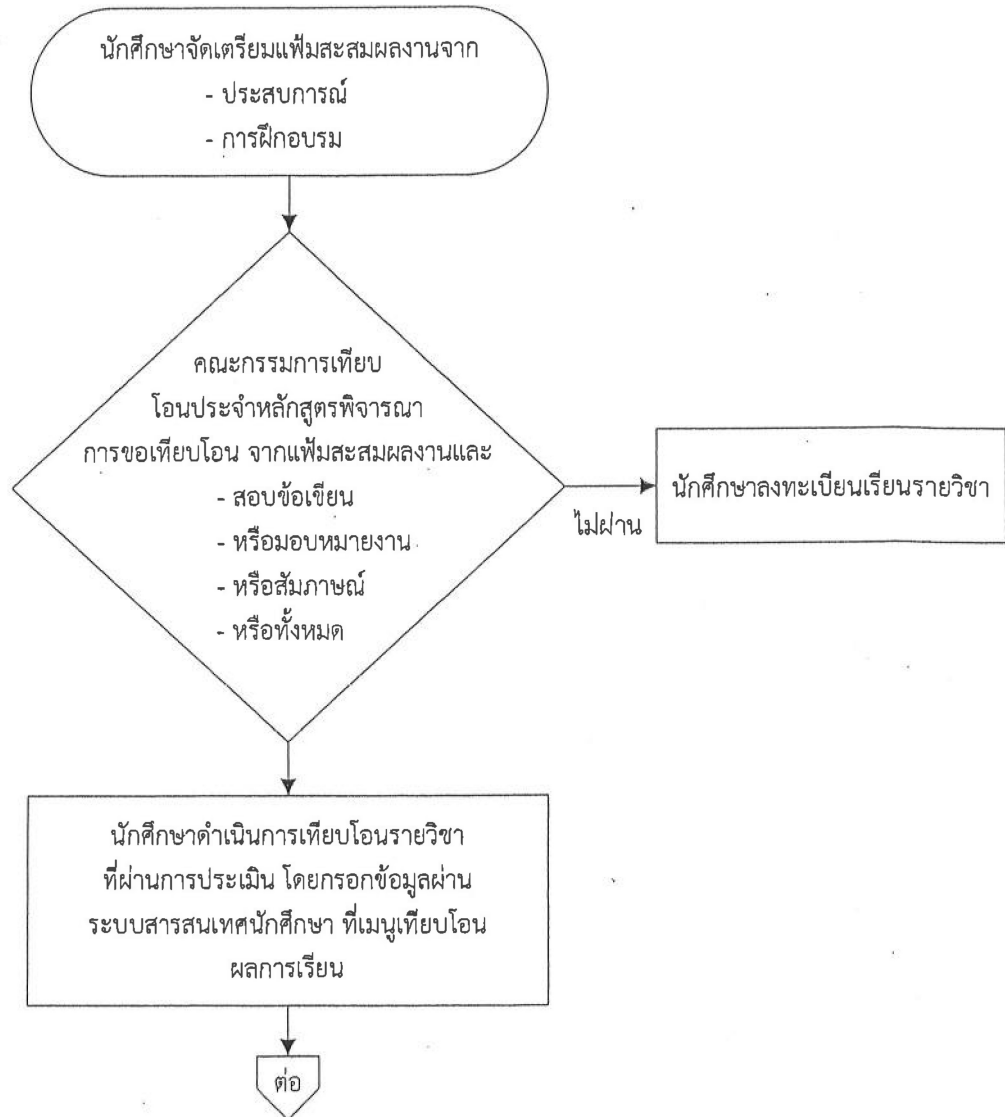 นักศึกษาจัดเตรียมแฟ้มสะสมผลงานจาก
- ประสบการณ์
- การฝึกอบรม
คณะกรรมการเทียบ
โอนประจำหลักสูตรพิจารณา
การขอเทียบโอน จากแฟ้มสะสมผลงานและ
- สอบข้อเขียน
- หรือมอบหมายงาน
- หรือสัมภาษณ์
- หรือทั้งหมด
ไม่ผ่าน
นักศึกษาลงทะเบียนเรียนรายวิชา
นักศึกษาดำเนินการเทียบโอนรายวิชา
ที่ผ่านการประเมิน โดยกรอกข้อมูลผ่าน
ระบบสารสนเทศนักศึกษา ที่เมนูเทียบโอน
ผลการเรียน
ต่อ